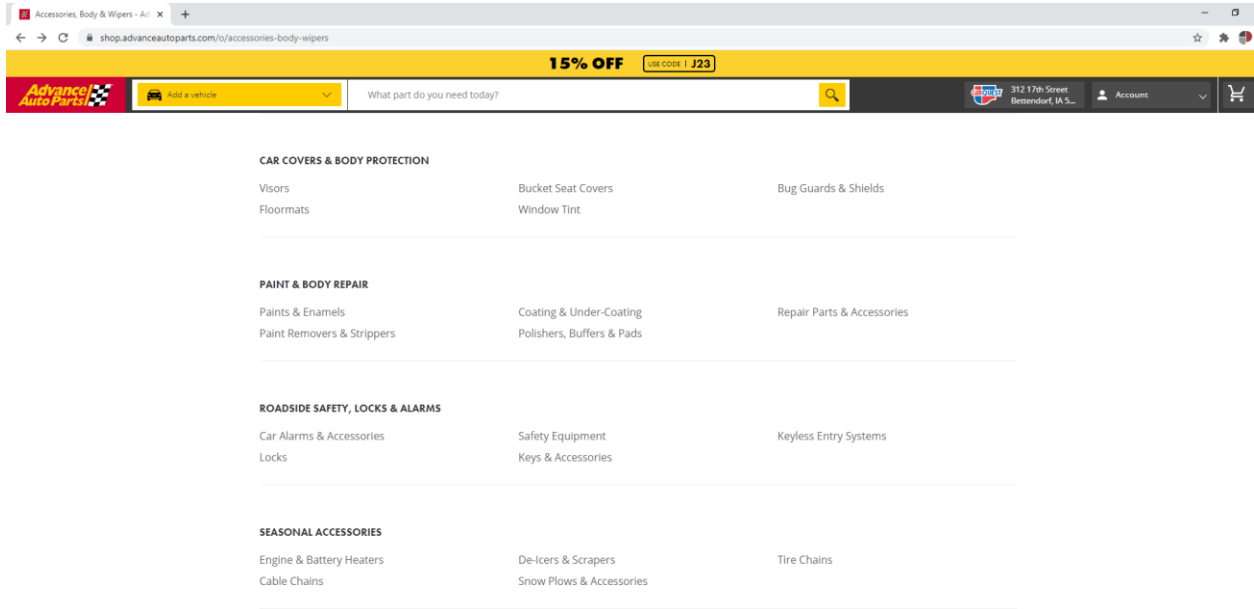 Accessories, Body & Wipers - Ad
shop.advanceautoparts.com/o/accessories-body-wipers
15% OFF USE CODE | J23
Advance Auto Parts
Add a vehicle
What part do you need today?
CARQUEST
312 17th Street
Bettendorf, IA 5...
Account
CAR COVERS & BODY PROTECTION
Visors Bucket Seat Covers Bug Guards & Shields
Floormats Window Tint
PAINT & BODY REPAIR
Paints & Enamels Coating & Under-Coating Repair Parts & Accessories
Paint Removers & Strippers Polishers, Buffers & Pads
ROADSIDE SAFETY, LOCKS & ALARMS
Car Alarms & Accessories Safety Equipment Keyless Entry Systems
Locks Keys & Accessories
SEASONAL ACCESSORIES
Engine & Battery Heaters De-Icers & Scrapers Tire Chains
Cable Chains Snow Plows & Accessories